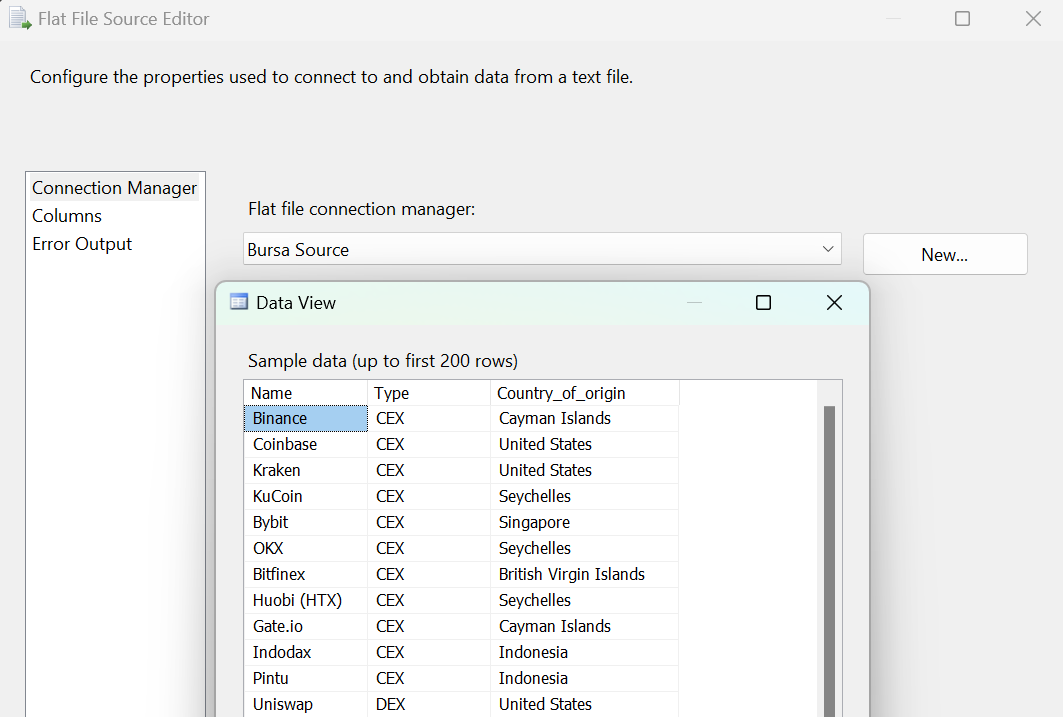 Flat File Source Editor
Configure the properties used to connect to and obtain data from a text file.
Connection Manager
Columns
Error Output
Flat file connection manager:
Bursa Source
New...
Data View
Sample data (up to first 200 rows)
Name Type Country_of_origin
Binance CEX Cayman Islands
Coinbase CEX United States
Kraken CEX United States
KuCoin CEX Seychelles
Bybit CEX Singapore
OKX CEX Seychelles
Bitfinex CEX British Virgin Islands
Huobi (HTX) CEX Seychelles
Gate.io CEX Cayman Islands
Indodax CEX Indonesia
Pintu CEX Indonesia
Uniswap DEX United States